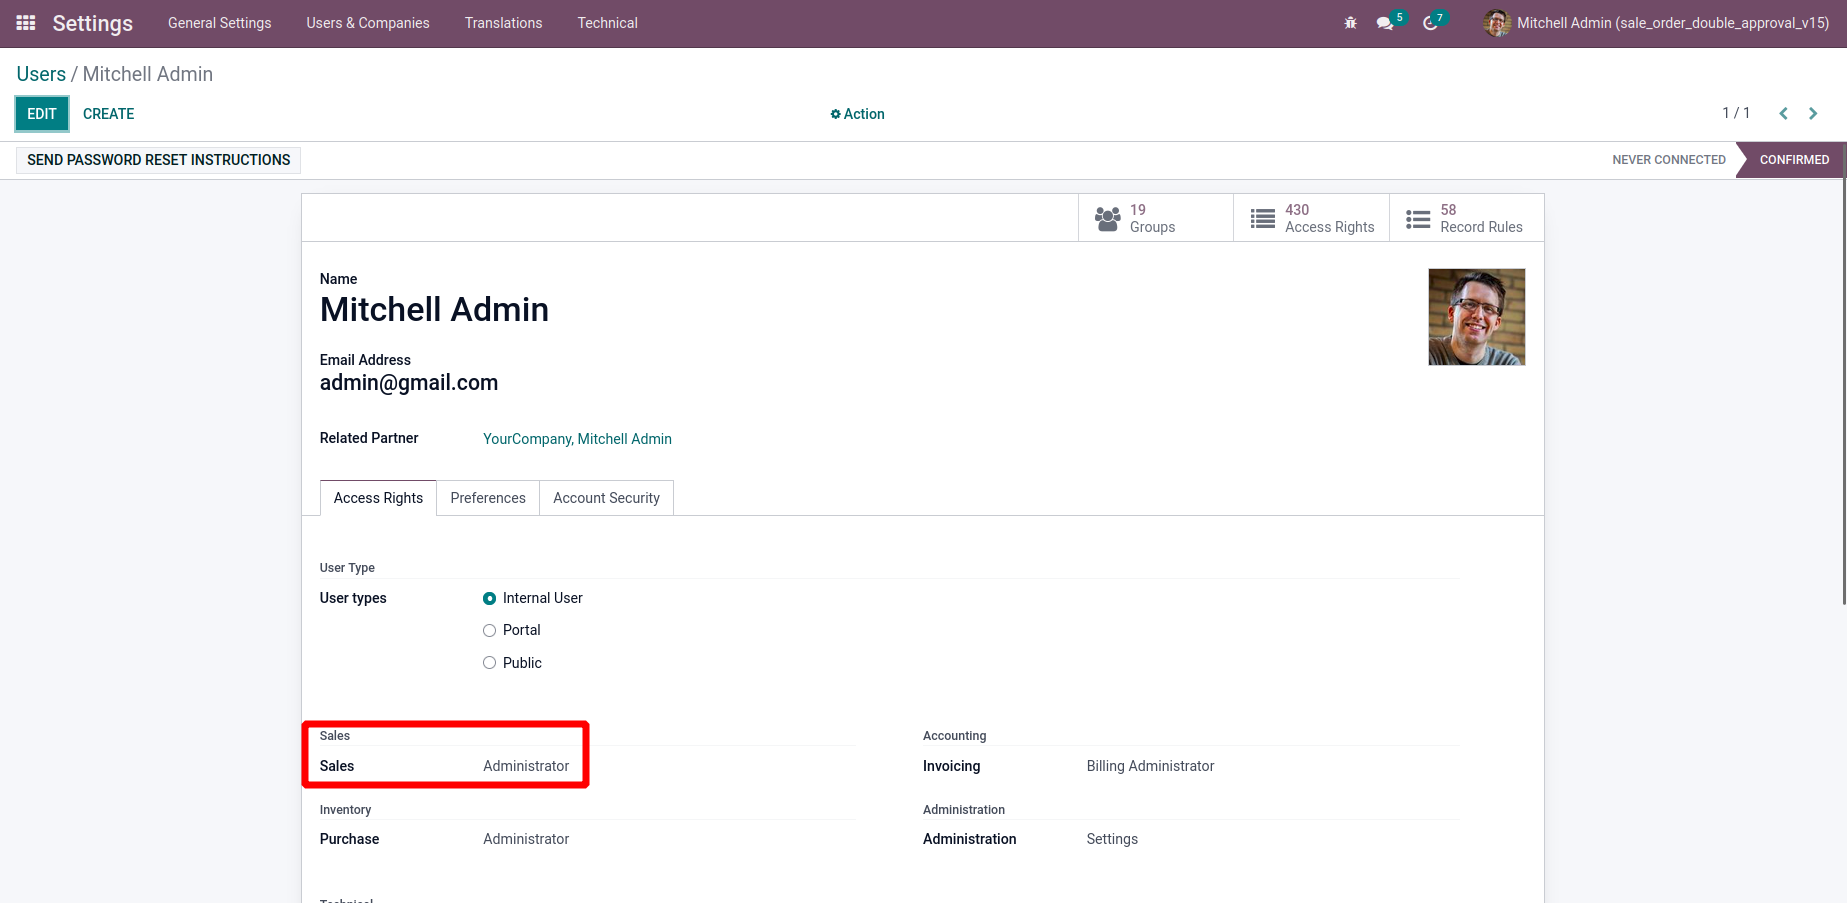 Settings General Settings Users & Companies Translations Technical 5 7 Mitchell Admin (sale_order_double_approval_v15)
Users / Mitchell Admin
EDIT CREATE Action 1 / 1
SEND PASSWORD RESET INSTRUCTIONS NEVER CONNECTED CONFIRMED
19 430 58
Groups Access Rights Record Rules
Name
Mitchell Admin
Email Address
admin@gmail.com
Related Partner YourCompany, Mitchell Admin
Access Rights Preferences Account Security
User Type
User types Internal User
Portal
Public
Sales Accounting
Sales Administrator Invoicing Billing Administrator
Inventory Administration
Purchase Administrator Administration Settings